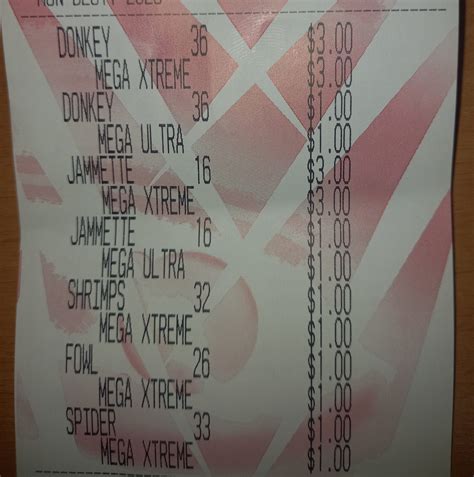 DONKEY 36 $3.00
MEGA XTREME $3.00
DONKEY 36 $1.00
MEGA ULTRA $1.00
JAMMETTE 16 $3.00
MEGA XTREME $3.00
JAMMETTE 16 $1.00
MEGA ULTRA $1.00
SHRIMPS 32 $1.00
MEGA XTREME $1.00
FOWL 26 $1.00
MEGA XTREME $1.00
SPIDER 33 $1.00
MEGA XTREME $1.00